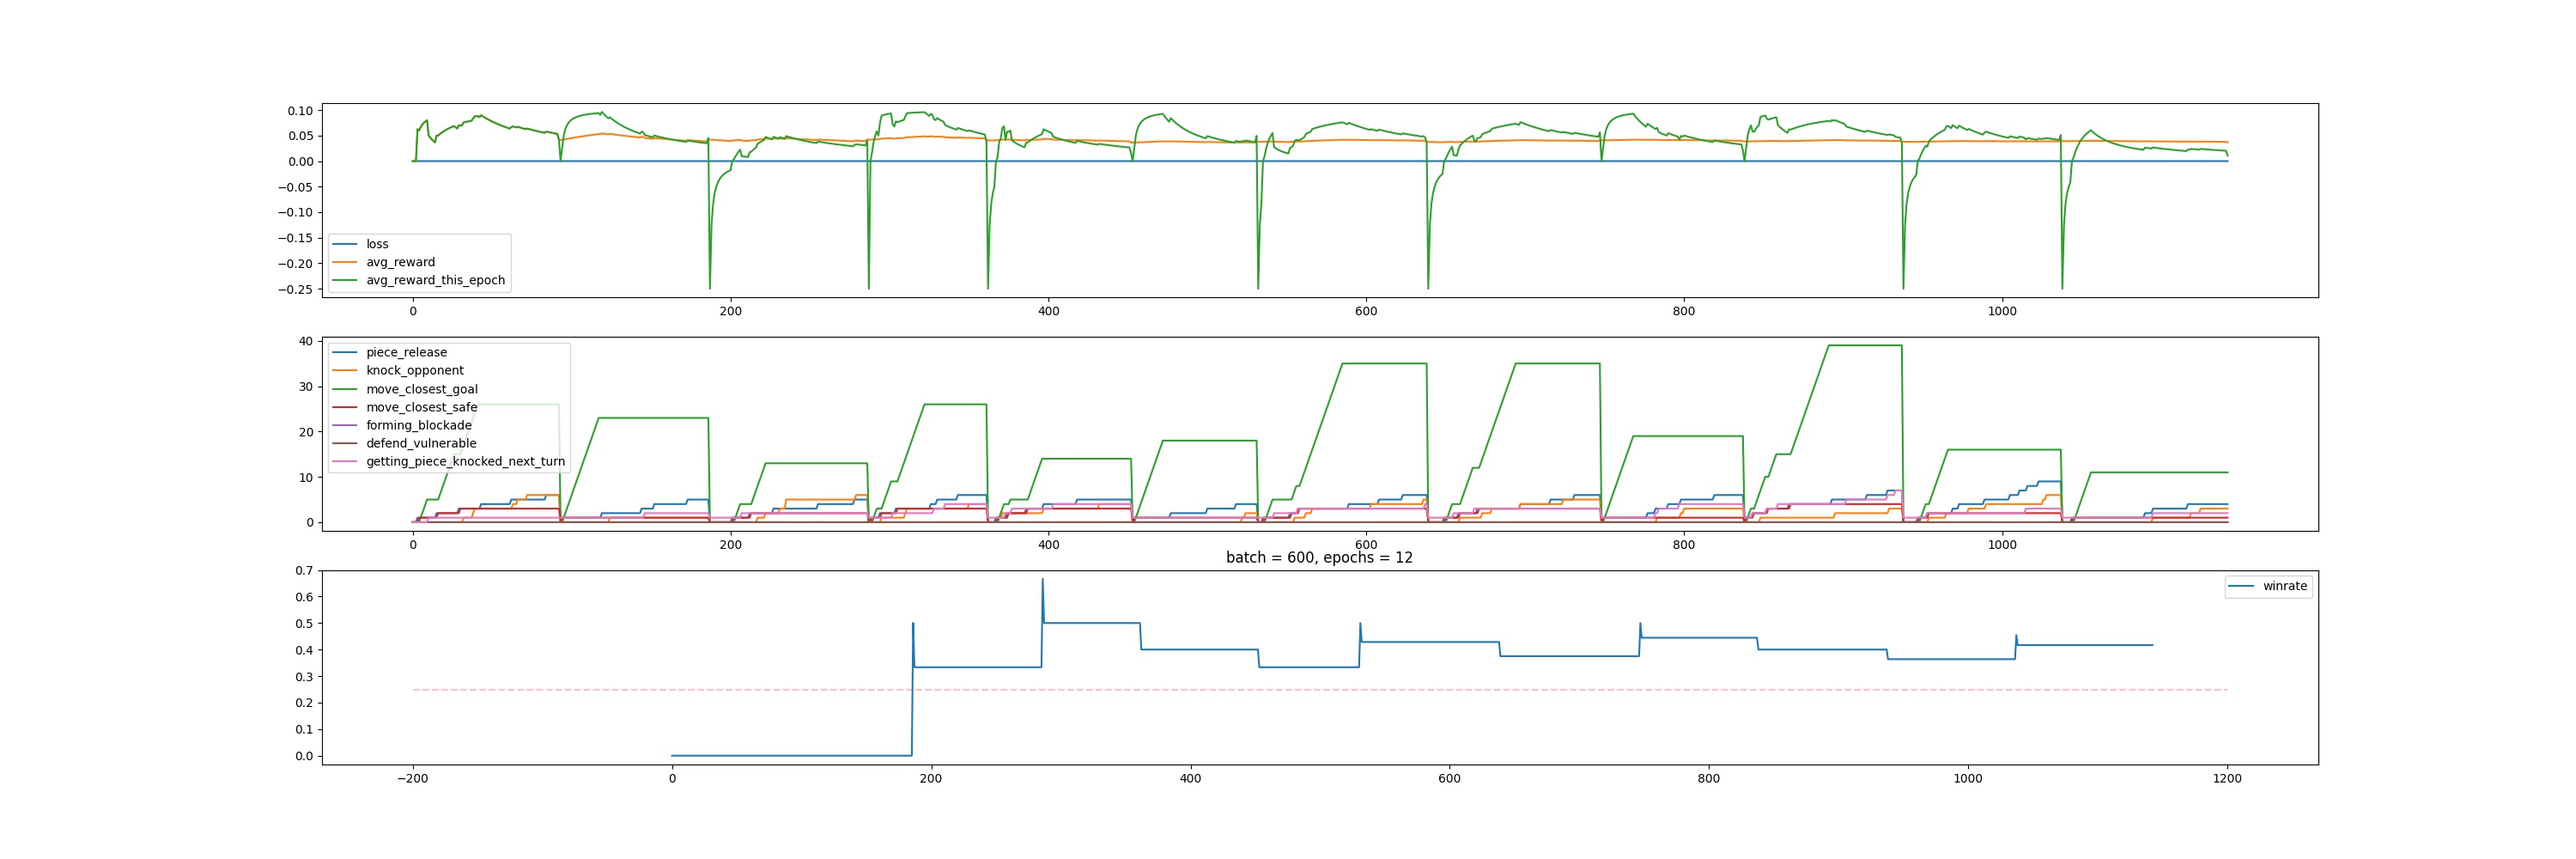 0.10
0.05
0.00
−0.05
−0.10
−0.15
−0.20
−0.25
loss
avg_reward
avg_reward_this_epoch
0 200 400 600 800 1000
40
30
20
10
0
piece_release
knock_opponent
move_closest_goal
move_closest_safe
forming_blockade
defend_vulnerable
getting_piece_knocked_next_turn
0 200 400 600 800 1000
batch = 600, epochs = 12
0.7
0.6
0.5
0.4
0.3
0.2
0.1
0.0
winrate
−200 0 200 400 600 800 1000 1200